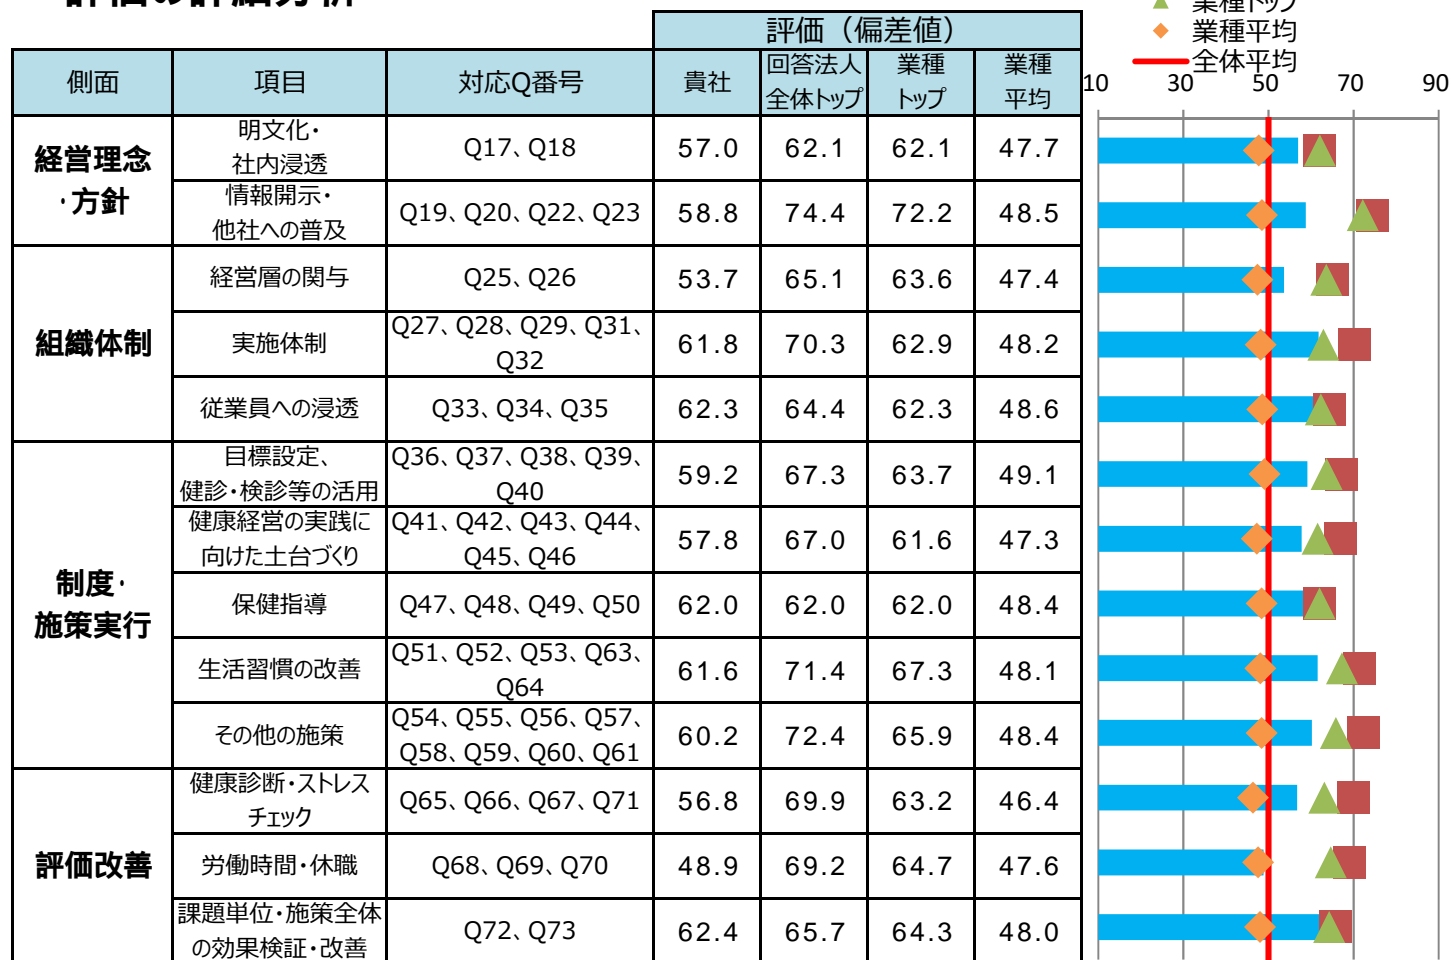 評価の詳細分析
業種トップ
評価（偏差値）
業種平均
全体平均
側面 項目 対応Q番号 貴社 回答法人 業種 業種
全体トップ トップ 平均
10 30 50 70 90
経営理念
・方針
明文化・
社内浸透
Q17、Q18
57.0 62.1 62.1 47.7
情報開示・
他社への普及
Q19、Q20、Q22、Q23
58.8 74.4 72.2 48.5
組織体制
経営層の関与
Q25、Q26
53.7 65.1 63.6 47.4
実施体制
Q27、Q28、Q29、Q31、
Q32
61.8 70.3 62.9 48.2
従業員への浸透
Q33、Q34、Q35
62.3 64.4 62.3 48.6
制度・
施策実行
目標設定、
健診・検診等の活用
Q36、Q37、Q38、Q39、
Q40
59.2 67.3 63.7 49.1
健康経営の実践に
向けた土台づくり
Q41、Q42、Q43、Q44、
Q45、Q46
57.8 67.0 61.6 47.3
保健指導
Q47、Q48、Q49、Q50
62.0 62.0 62.0 48.4
生活習慣の改善
Q51、Q52、Q53、Q63、
Q64
61.6 71.4 67.3 48.1
その他の施策
Q54、Q55、Q56、Q57、
Q58、Q59、Q60、Q61
60.2 72.4 65.9 48.4
評価改善
健康診断・ストレス
チェック
Q65、Q66、Q67、Q71
56.8 69.9 63.2 46.4
労働時間・休職
Q68、Q69、Q70
48.9 69.2 64.7 47.6
課題単位・施策全体
の効果検証・改善
Q72、Q73
62.4 65.7 64.3 48.0